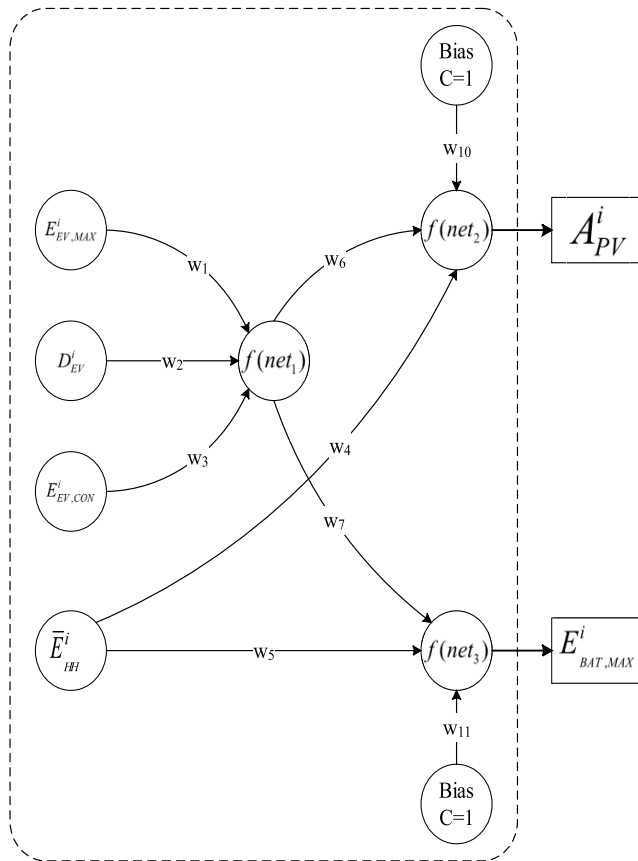 Bias
C=1
w10
E^i_EV,MAX
f(net2)
A^i_PV
w1
w6
D^i_EV
w2
f(net1)
w3
w4
E^i_EV,CON
w7
Ē^i_HH
w5
f(net3)
E^i_BAT,MAX
w11
Bias
C=1